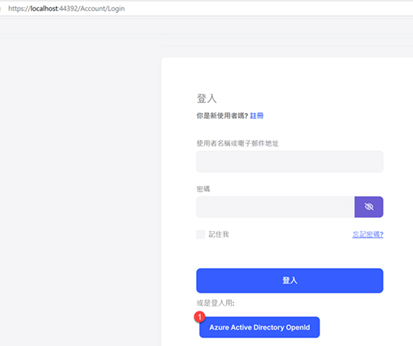 https://localhost:44392/Account/Login
登入
你是新使用者嗎? 註冊
使用者名稱或電子郵件地址
密碼
記住我 忘記密碼?
登入
或是登入用:
1
Azure Active Directory OpenId